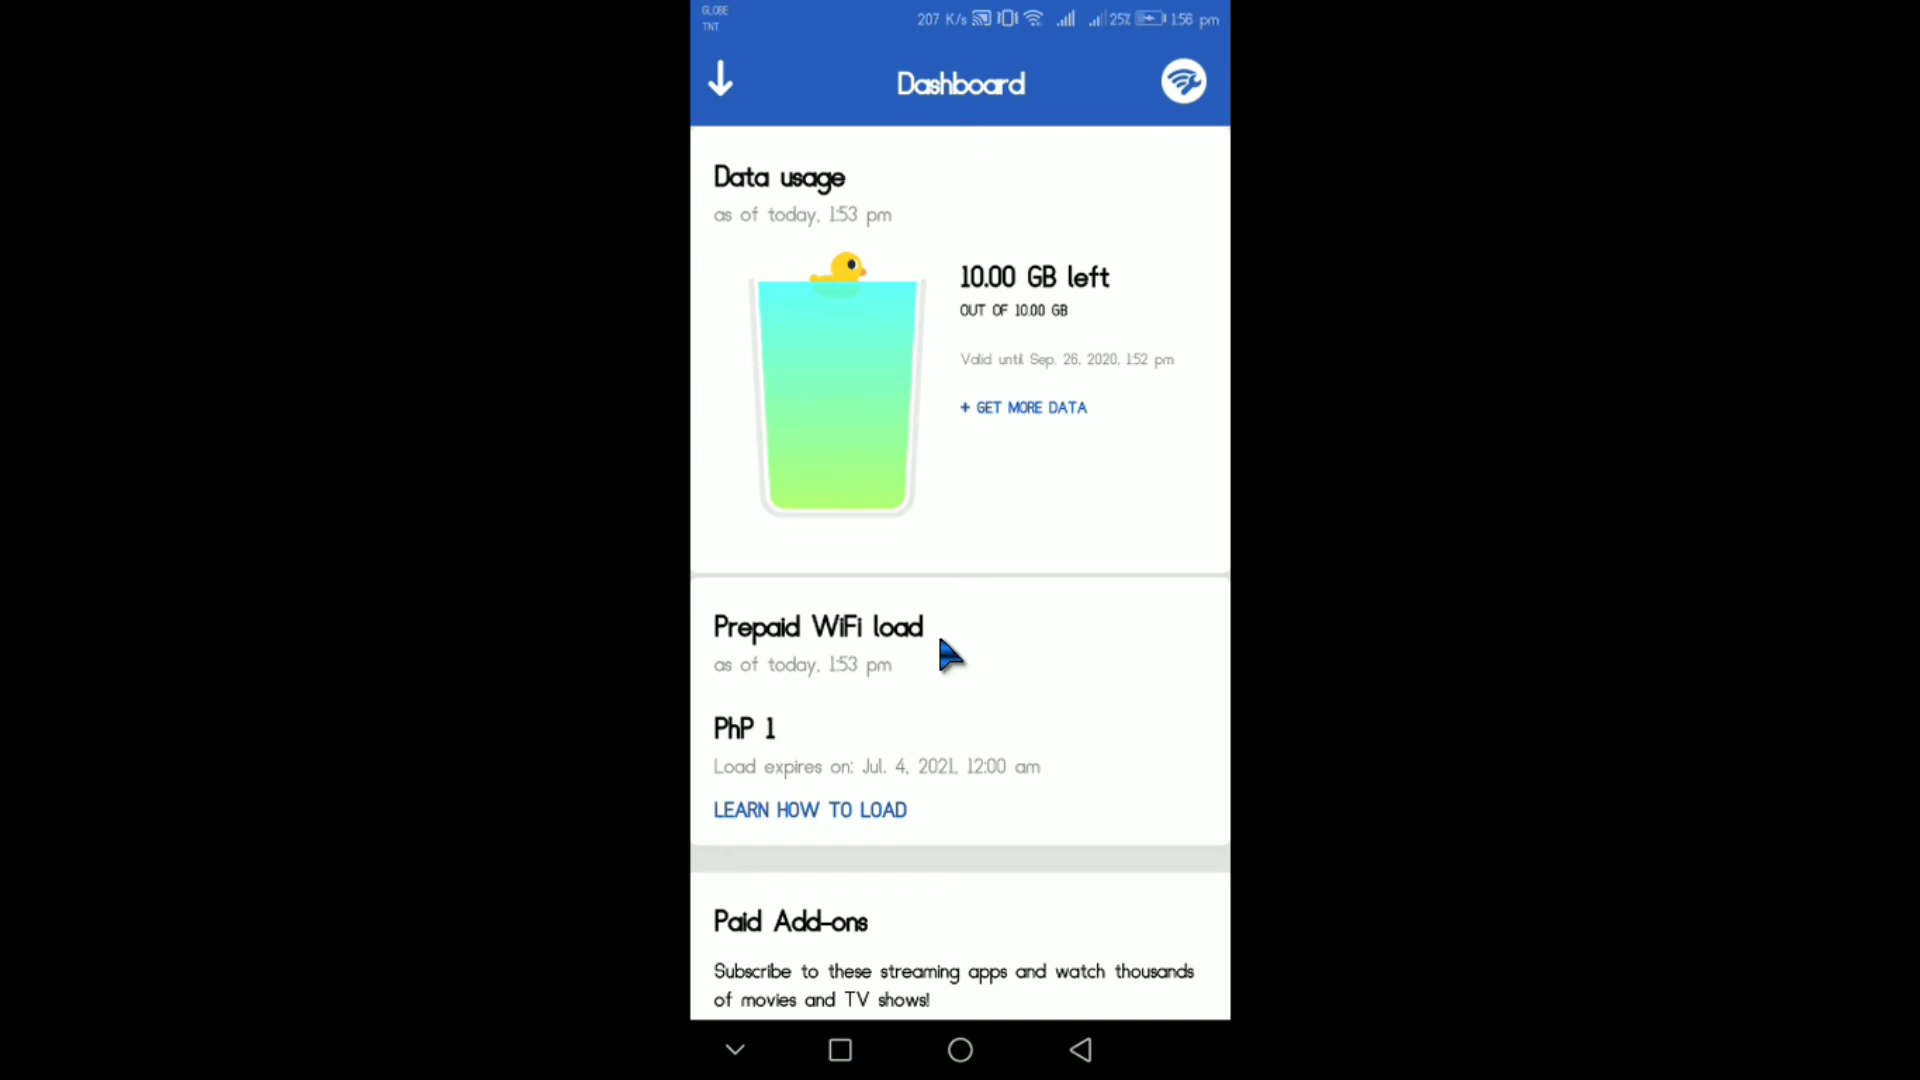 GLOBE
TNT
207 K/s 25% 1:56 pm
Dashboard
Data usage
as of today, 1:53 pm
10.00 GB left
OUT OF 10.00 GB
Valid until Sep. 26, 2020, 1:52 pm
+ GET MORE DATA
Prepaid WiFi load
as of today, 1:53 pm
PhP 1
Load expires on: Jul. 4, 2021, 12:00 am
LEARN HOW TO LOAD
Paid Add-ons
Subscribe to these streaming apps and watch thousands
of movies and TV shows!